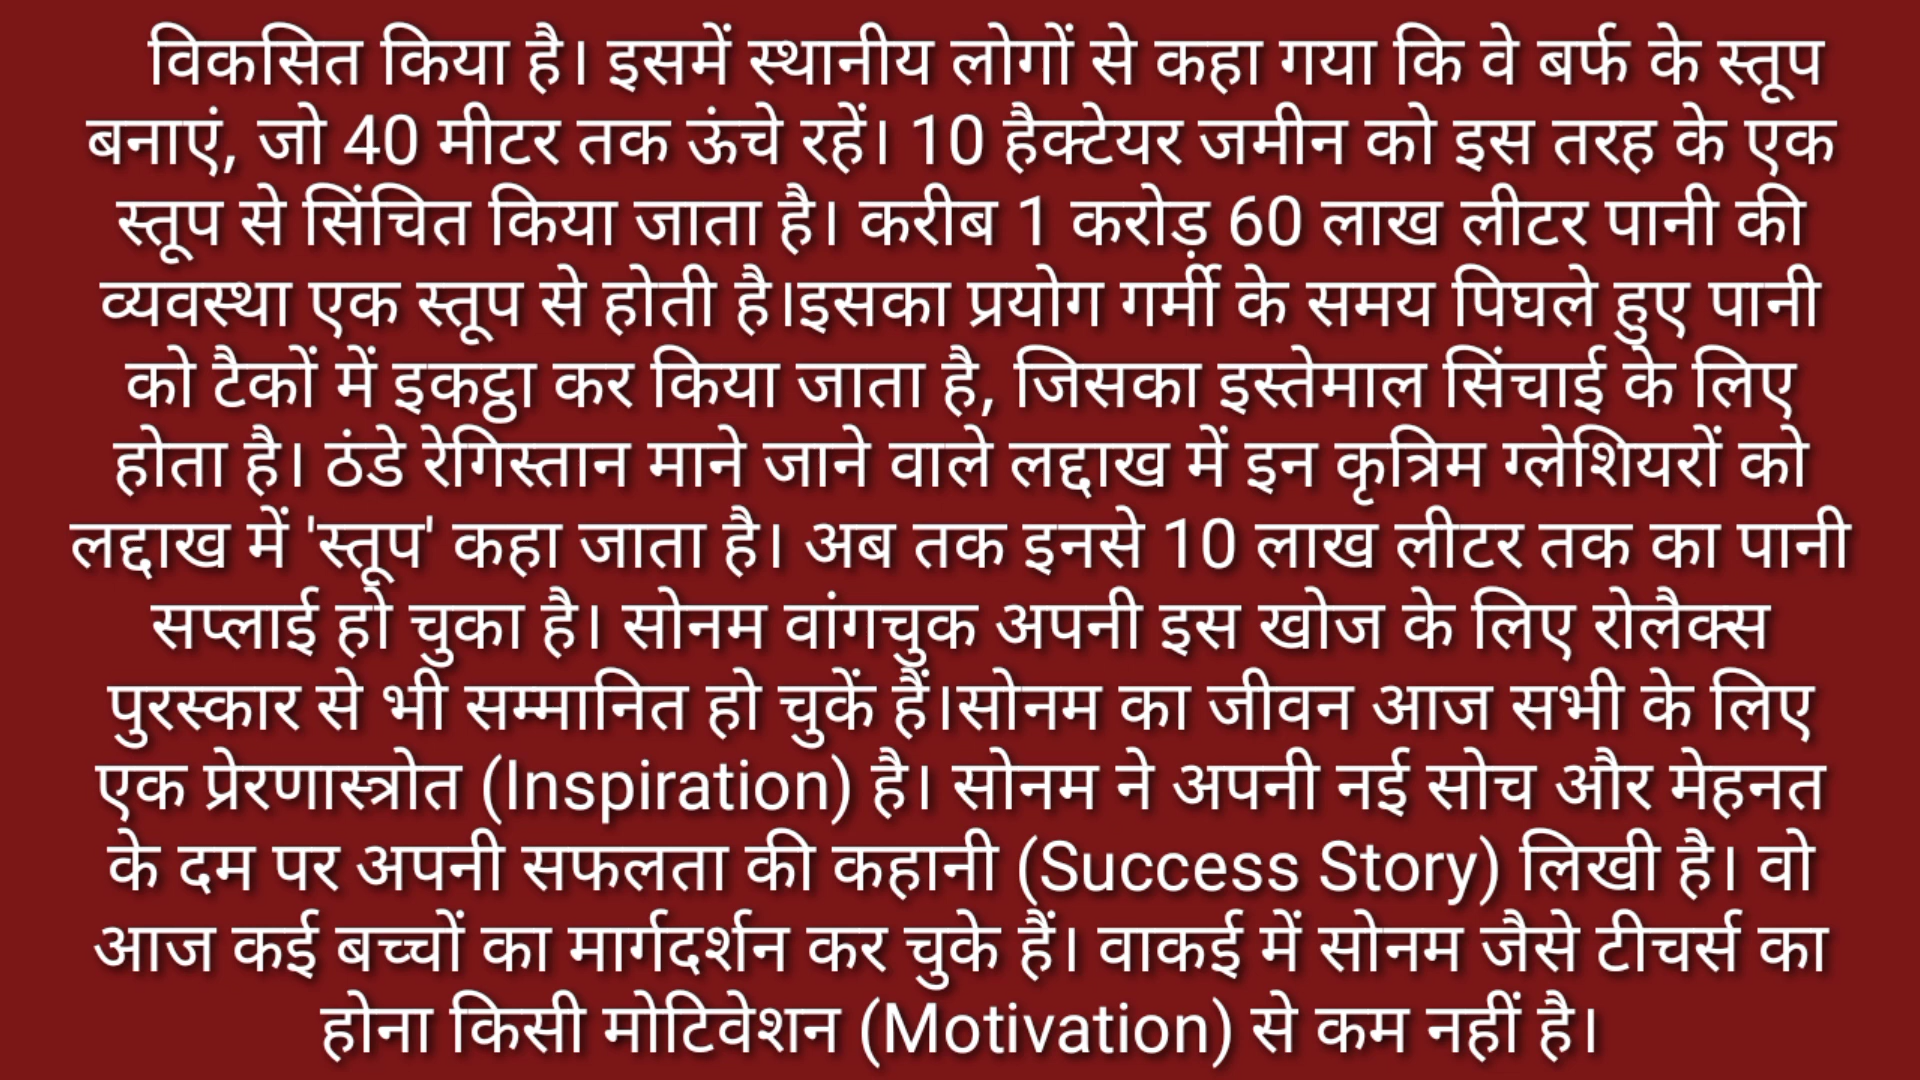 विकसित किया है। इसमें स्थानीय लोगों से कहा गया कि वे बर्फ के स्तूप
बनाएं, जो 40 मीटर तक ऊंचे रहें। 10 हैक्टेयर जमीन को इस तरह के एक
स्तूप से सिंचित किया जाता है। करीब 1 करोड़ 60 लाख लीटर पानी की
व्यवस्था एक स्तूप से होती है।इसका प्रयोग गर्मी के समय पिघले हुए पानी
को टैकों में इकट्ठा कर किया जाता है, जिसका इस्तेमाल सिंचाई के लिए
होता है। ठंडे रेगिस्तान माने जाने वाले लद्दाख में इन कृत्रिम ग्लेशियरों को
लद्दाख में 'स्तूप' कहा जाता है। अब तक इनसे 10 लाख लीटर तक का पानी
सप्लाई हो चुका है। सोनम वांगचुक अपनी इस खोज के लिए रोलैक्स
पुरस्कार से भी सम्मानित हो चुकें हैं।सोनम का जीवन आज सभी के लिए
एक प्रेरणास्त्रोत (Inspiration) है। सोनम ने अपनी नई सोच और मेहनत
के दम पर अपनी सफलता की कहानी (Success Story) लिखी है। वो
आज कई बच्चों का मार्गदर्शन कर चुके हैं। वाकई में सोनम जैसे टीचर्स का
होना किसी मोटिवेशन (Motivation) से कम नहीं है।